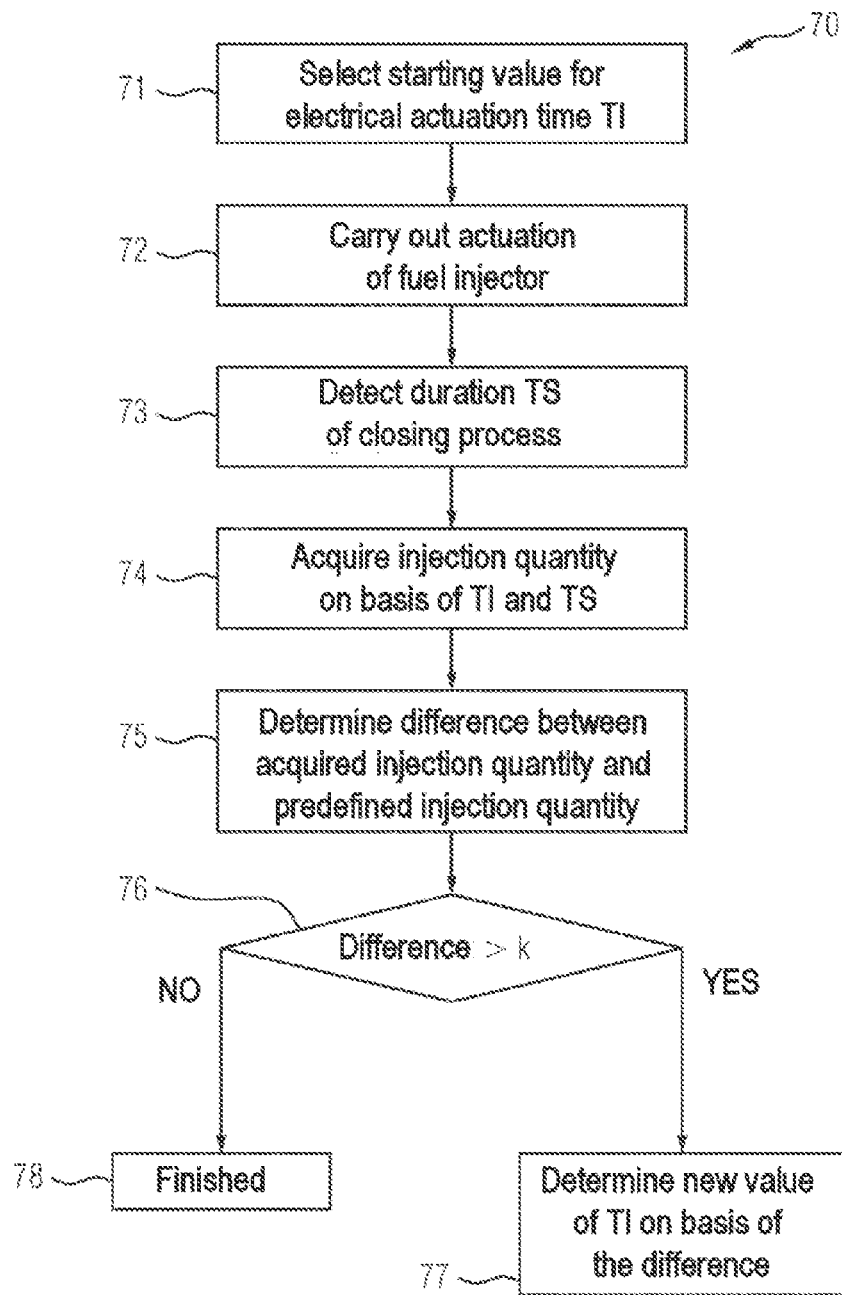 70
71
Select starting value for
electrical actuation time TI
72
Carry out actuation
of fuel injector
73
Detect duration TS
of closing process
74
Acquire injection quantity
on basis of TI and TS
75
Determine difference between
acquired injection quantity and
predefined injection quantity
76
Difference > k
NO
YES
78
Finished
Determine new value
of TI on basis of
the difference
77